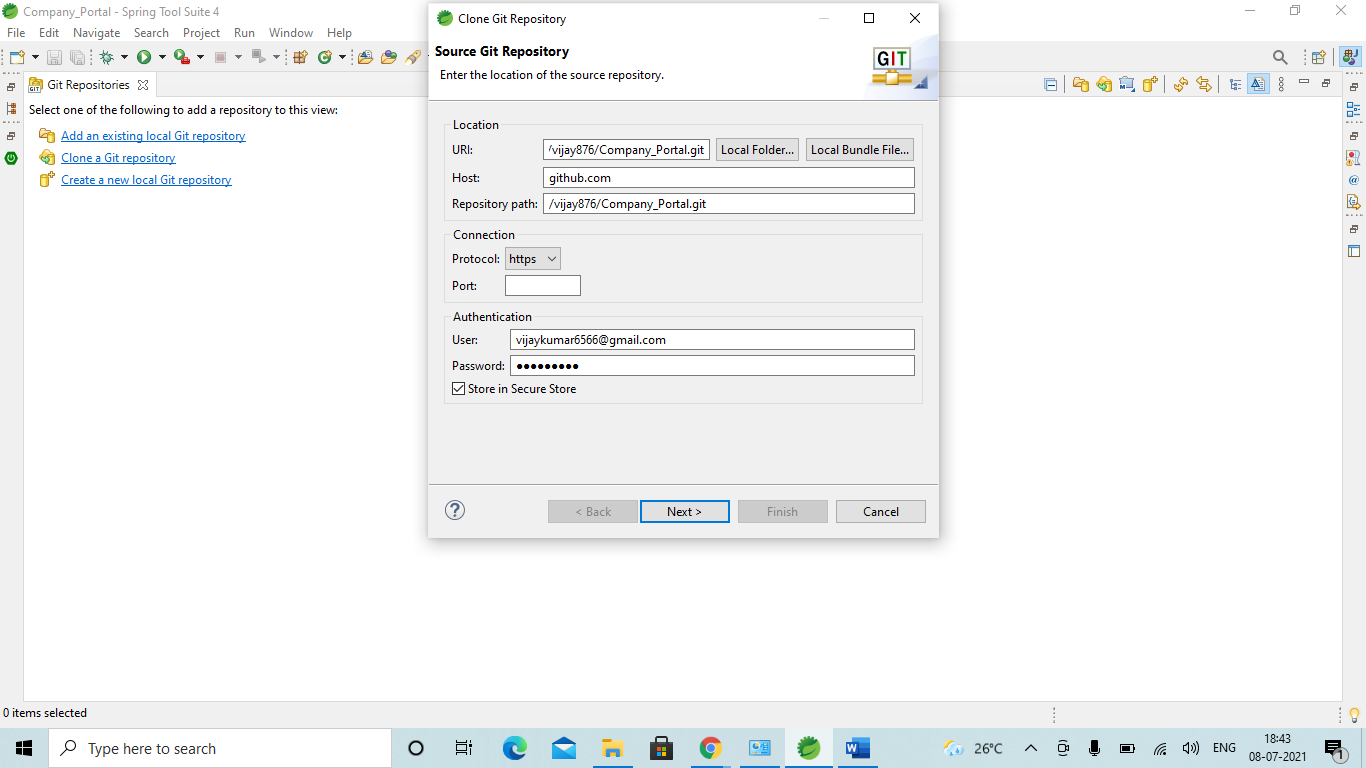 Company_Portal - Spring Tool Suite 4
File Edit Navigate Search Project Run Window Help
Git Repositories
Select one of the following to add a repository to this view:
Add an existing local Git repository
Clone a Git repository
Create a new local Git repository
Clone Git Repository
Source Git Repository
Enter the location of the source repository.
GIT
Location
URI: /vijay876/Company_Portal.git Local Folder... Local Bundle File...
Host: github.com
Repository path: /vijay876/Company_Portal.git
Connection
Protocol: https
Port:
Authentication
User: vijaykumar6566@gmail.com
Password: ●●●●●●●●●
Store in Secure Store
? < Back Next > Finish Cancel
0 items selected
Type here to search
26°C
ENG
18:43
08-07-2021
1